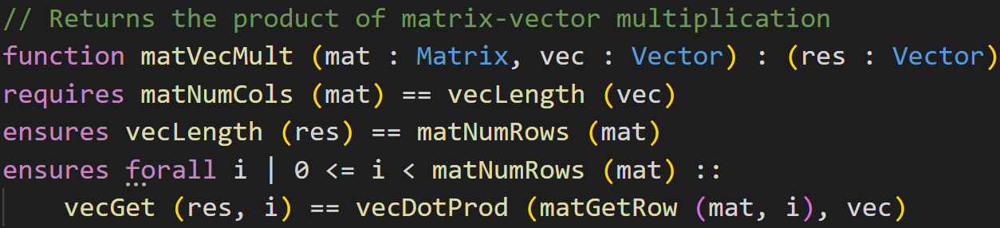 // Returns the product of matrix-vector multiplication
function matVecMult (mat : Matrix, vec : Vector) : (res : Vector)
requires matNumCols (mat) == vecLength (vec)
ensures vecLength (res) == matNumRows (mat)
ensures forall i | 0 <= i < matNumRows (mat) ::
    vecGet (res, i) == vecDotProd (matGetRow (mat, i), vec)